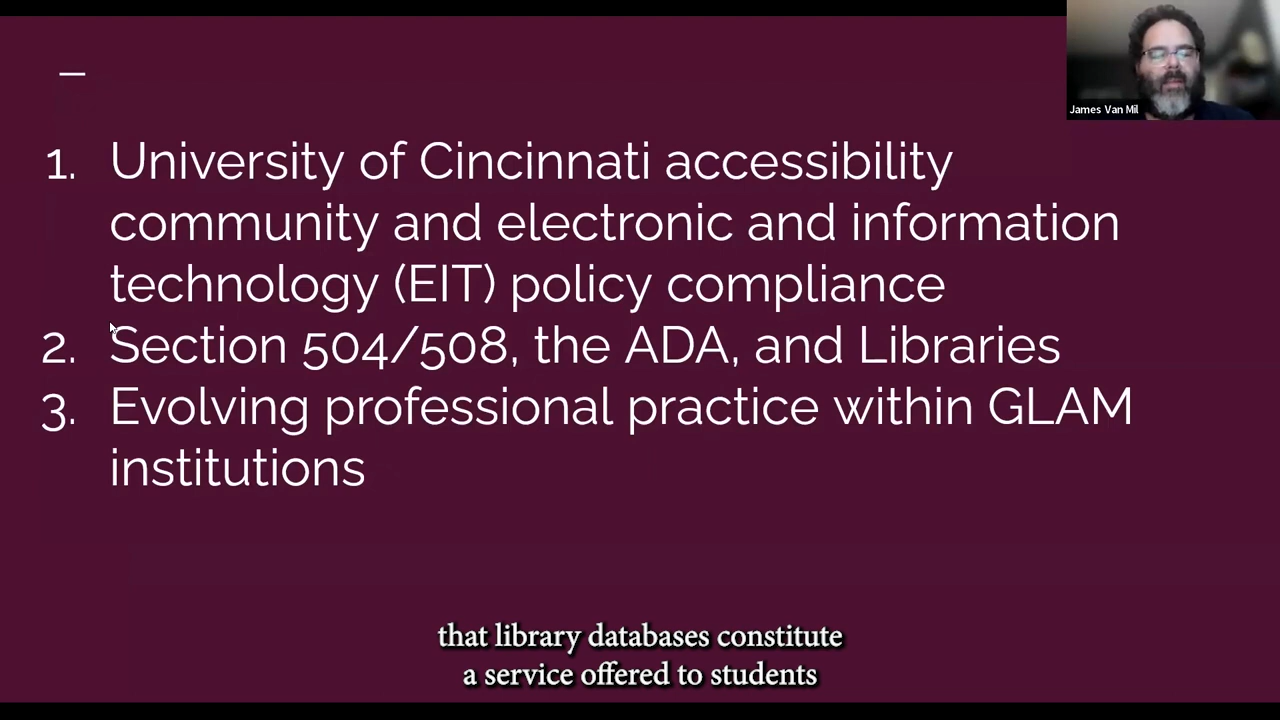 James Van Mil
1. University of Cincinnati accessibility
community and electronic and information
technology (EIT) policy compliance
2. Section 504/508, the ADA, and Libraries
3. Evolving professional practice within GLAM
institutions
that library databases constitute
a service offered to students